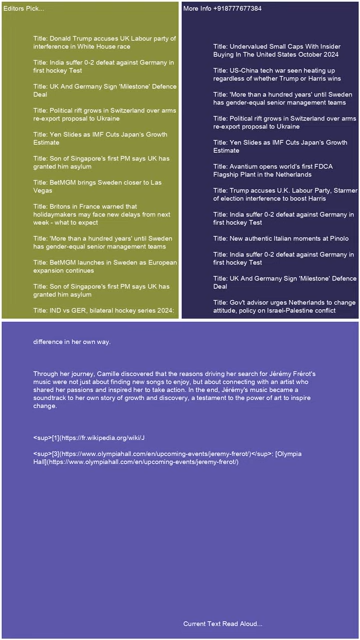 Editors Pick...
Title: Donald Trump accuses UK Labour party of
interference in White House race
Title: India suffer 0-2 defeat against Germany in
first hockey Test
Title: UK And Germany Sign 'Milestone' Defence
Deal
Title: Political rift grows in Switzerland over arms
re-export proposal to Ukraine
Title: Yen Slides as IMF Cuts Japan's Growth
Estimate
Title: Son of Singapore's first PM says UK has
granted him asylum
Title: BetMGM brings Sweden closer to Las
Vegas
Title: Britons in France warned that
holidaymakers may face new delays from next
week - what to expect
Title: 'More than a hundred years' until Sweden
has gender-equal senior management teams
Title: BetMGM launches in Sweden as European
expansion continues
Title: Son of Singapore's first PM says UK has
granted him asylum
Title: IND vs GER, bilateral hockey series 2024:
More Info +918777677384
Title: Undervalued Small Caps With Insider
Buying In The United States October 2024
Title: US-China tech war seen heating up
regardless of whether Trump or Harris wins
Title: 'More than a hundred years' until Sweden
has gender-equal senior management teams
Title: Political rift grows in Switzerland over arms
re-export proposal to Ukraine
Title: Yen Slides as IMF Cuts Japan's Growth
Estimate
Title: Avantium opens world's first FDCA
Flagship Plant in the Netherlands
Title: Trump accuses U.K. Labour Party, Starmer
of election interference to boost Harris
Title: India suffer 0-2 defeat against Germany in
first hockey Test
Title: New authentic Italian moments at Pinolo
Title: India suffer 0-2 defeat against Germany in
first hockey Test
Title: UK And Germany Sign 'Milestone' Defence
Deal
Title: Gov't advisor urges Netherlands to change
attitude, policy on Israel-Palestine conflict
difference in her own way.
Through her journey, Camille discovered that the reasons driving her search for Jérémy Frérot's
music were not just about finding new songs to enjoy, but about connecting with an artist who
shared her passions and inspired her to take action. In the end, Jérémy's music became a
soundtrack to her own story of growth and discovery, a testament to the power of art to inspire
change.
<sup>[1](https://fr.wikipedia.org/wiki/J
<sup>[3](https://www.olympiahall.com/en/upcoming-events/jeremy-frerot/)</sup>: [Olympia
Hall](https://www.olympiahall.com/en/upcoming-events/jeremy-frerot/)
Current Text Read Aloud...